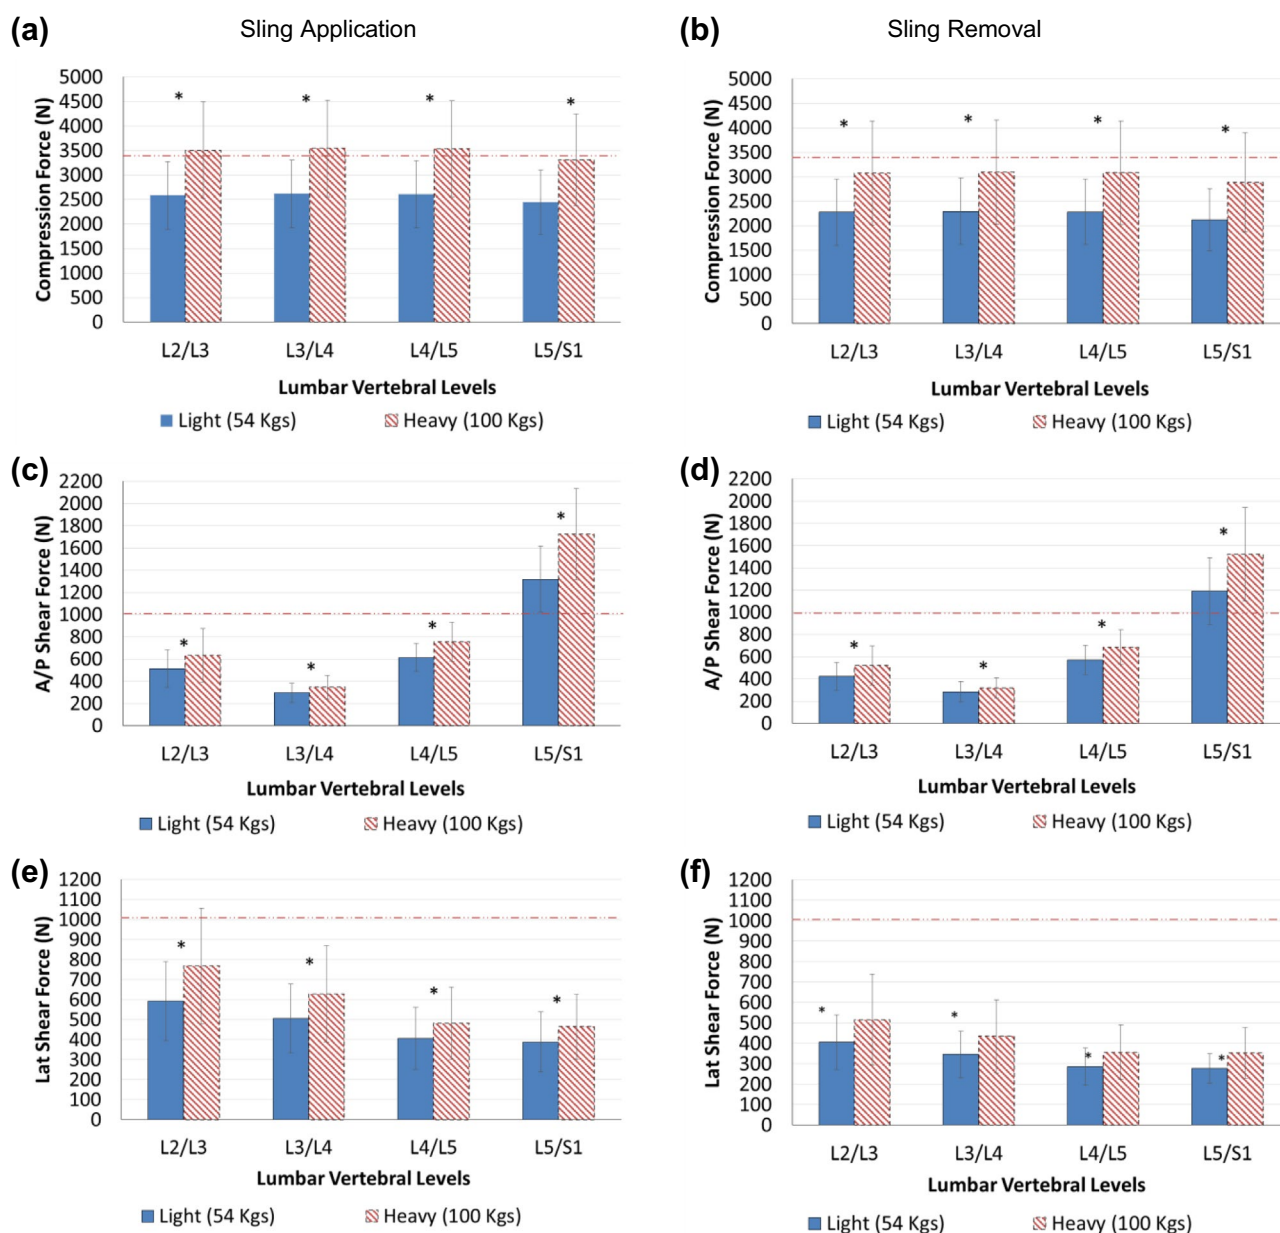 (a) Sling Application
Compression Force (N)
5000
4500
4000
3500
3000
2500
2000
1500
1000
500
0
* * * *
L2/L3 L3/L4 L4/L5 L5/S1
Lumbar Vertebral Levels
Light (54 Kgs) Heavy (100 Kgs)
(b) Sling Removal
Compression Force (N)
5000
4500
4000
3500
3000
2500
2000
1500
1000
500
0
* * * *
L2/L3 L3/L4 L4/L5 L5/S1
Lumbar Vertebral Levels
Light (54 Kgs) Heavy (100 Kgs)
(c)
A/P Shear Force (N)
2200
2000
1800
1600
1400
1200
1000
800
600
400
200
0
* * * *
L2/L3 L3/L4 L4/L5 L5/S1
Lumbar Vertebral Levels
Light (54 Kgs) Heavy (100 Kgs)
(d)
A/P Shear Force (N)
2200
2000
1800
1600
1400
1200
1000
800
600
400
200
0
* * * *
L2/L3 L3/L4 L4/L5 L5/S1
Lumbar Vertebral Levels
Light (54 Kgs) Heavy (100 Kgs)
(e)
Lat Shear Force (N)
1200
1100
1000
900
800
700
600
500
400
300
200
100
0
* * * *
L2/L3 L3/L4 L4/L5 L5/S1
Lumbar Vertebral Levels
Light (54 Kgs) Heavy (100 Kgs)
(f)
Lat Shear Force (N)
1200
1100
1000
900
800
700
600
500
400
300
200
100
0
* * * *
L2/L3 L3/L4 L4/L5 L5/S1
Lumbar Vertebral Levels
Light (54 Kgs) Heavy (100 Kgs)